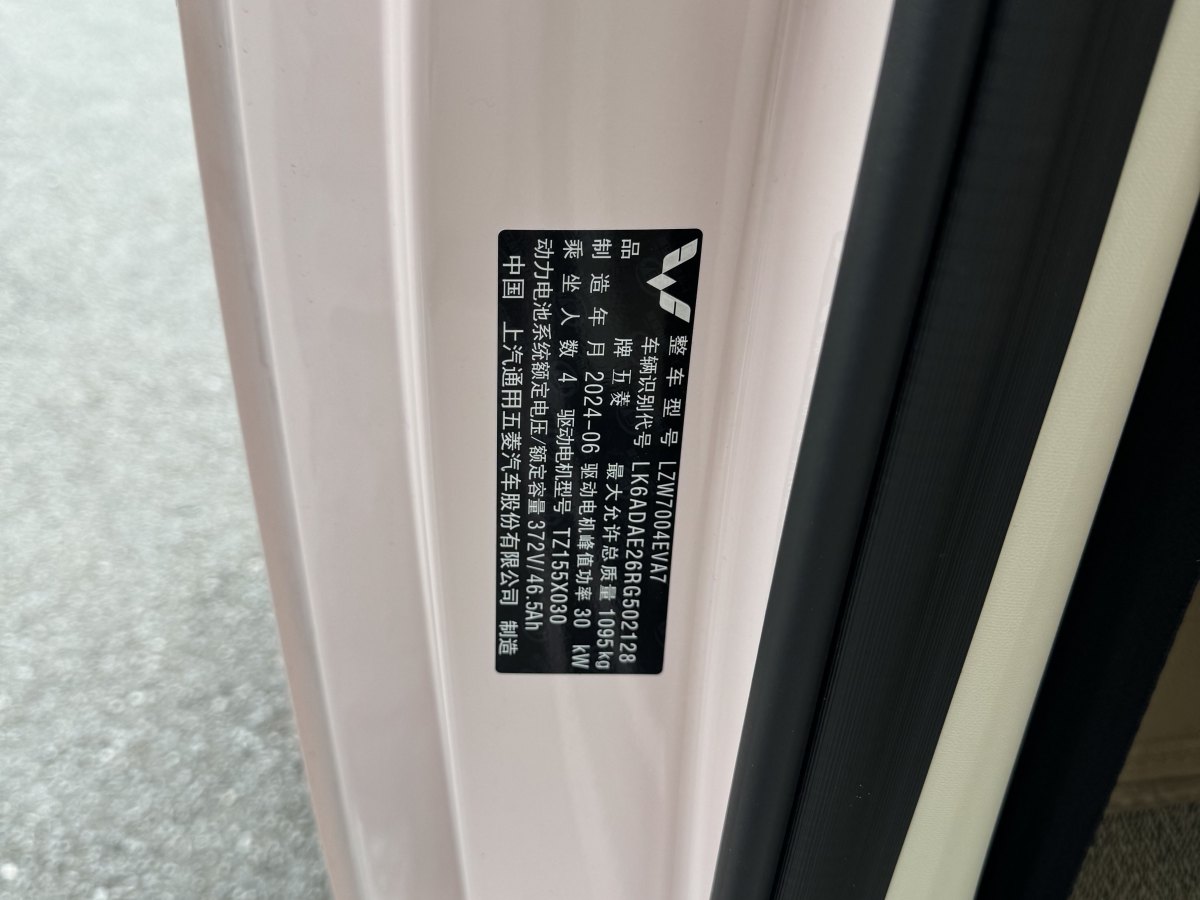 整车型号 LZW7004EVA7
车辆识别代号 LK6ADAE26RG502128
品牌 五菱 最大允许总质量 1095kg
制造年月 2024-06 驱动电机峰值功率 30 kW
乘坐人数 4 驱动电机型号 TZ155X030
动力电池系统额定电压/额定容量 372V/46.5Ah
中国 上汽通用五菱汽车股份有限公司 制造